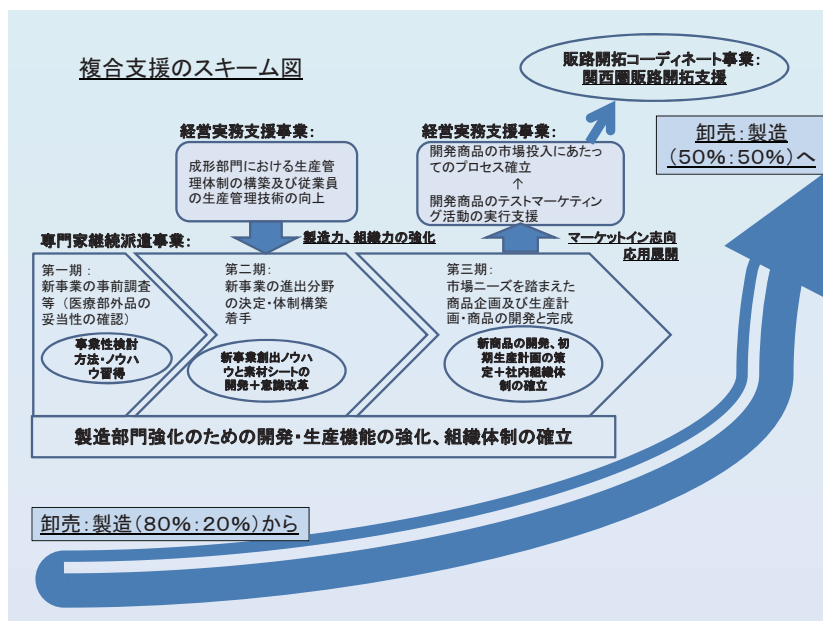 複合支援のスキーム図
販路開拓コーディネート事業：
関西圏販路開拓支援
卸売：製造
（50%：50%）へ
経営実務支援事業：
成形部門における生産管
理体制の構築及び従業員
の生産管理技術の向上
経営実務支援事業：
開発商品の市場投入にあたっ
てのプロセス確立
↑
開発商品のテストマーケティ
ング活動の実行支援
製造力、組織力の強化
マーケットイン志向
応用展開
専門家継続派遣事業：
第一期：
新事業の事前調査
等（医療部外品の
妥当性の確認）
事業性検討
方法・ノウハ
ウ習得
第二期：
新事業の進出分野
の決定・体制構築
着手
新事業創出ノウハ
ウと素材シートの
開発＋意識改革
第三期：
市場ニーズを踏まえた
商品企画及び生産計
画・商品の開発と完成
新商品の開発、初
期生産計画の策
定＋社内組織体
制の確立
製造部門強化のための開発・生産機能の強化、組織体制の確立
卸売：製造（80%：20%）から